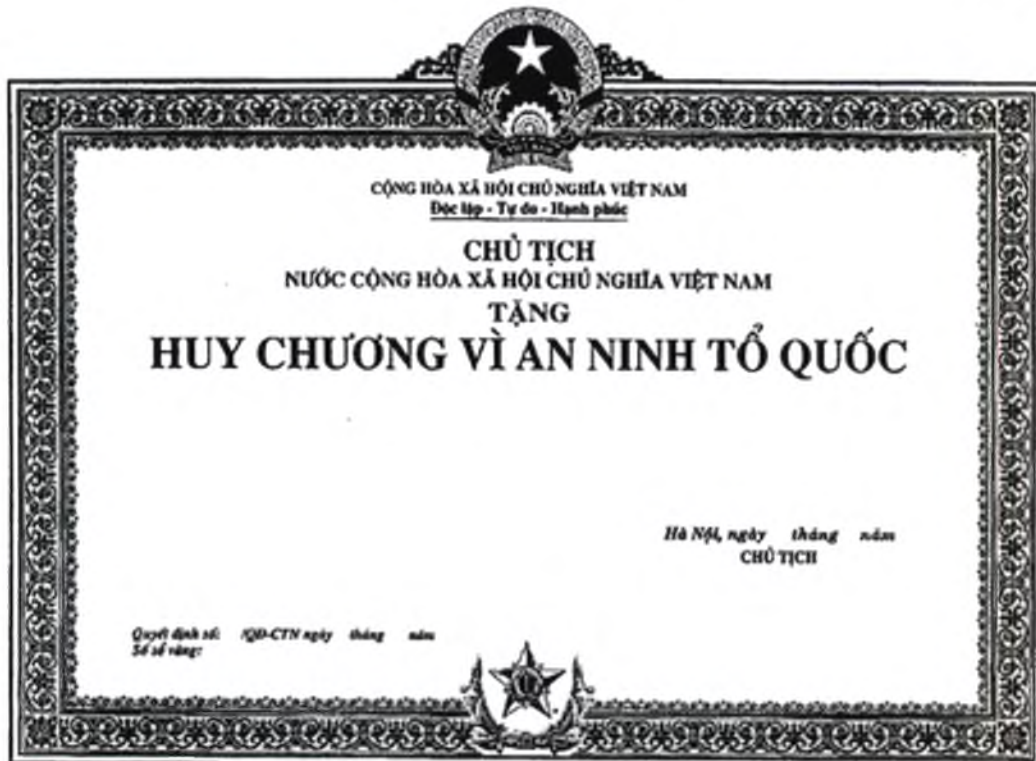 CỘNG HÒA XÃ HỘI CHỦ NGHĨA VIỆT NAM
Độc lập - Tự do - Hạnh phúc
CHỦ TỊCH
NƯỚC CỘNG HÒA XÃ HỘI CHỦ NGHĨA VIỆT NAM
TẶNG
HUY CHƯƠNG VÌ AN NINH TỔ QUỐC
Hà Nội, ngày tháng năm
CHỦ TỊCH
Quyết định số: /QĐ-CTN ngày tháng năm
Số sổ vàng: